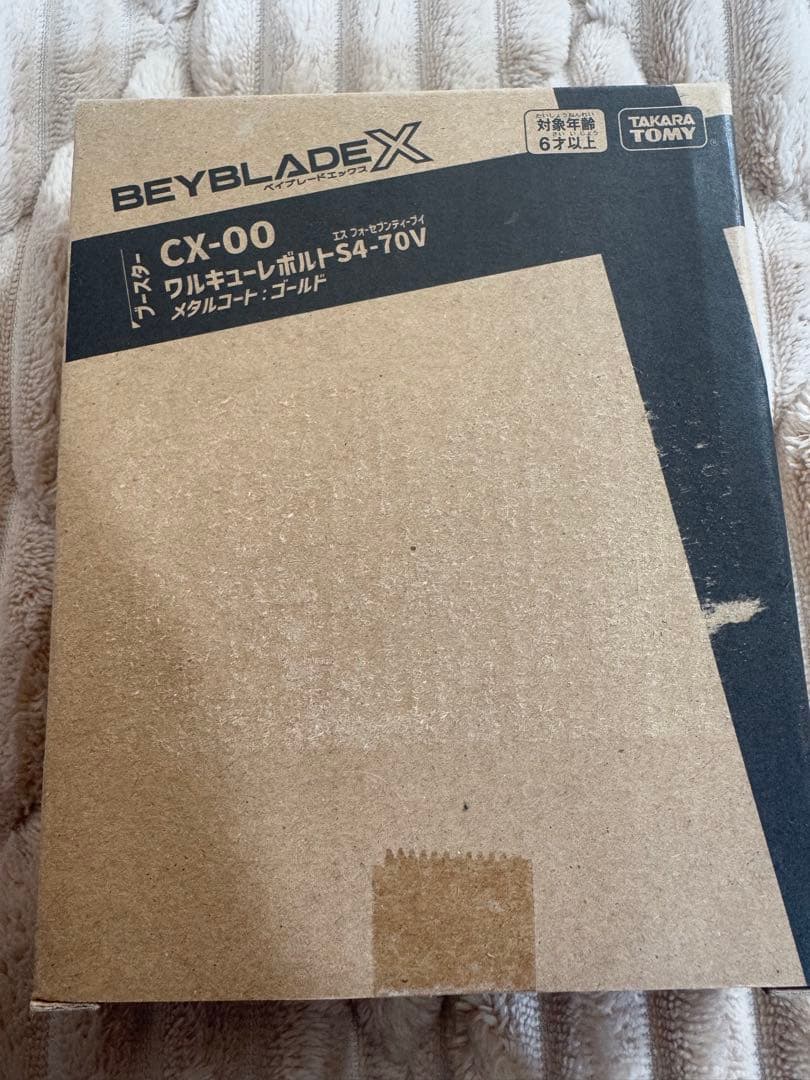 BEYBLADE X
ベイブレードエックス
たいしょうねんれい
対象年齢
さい いじょう
6才以上
TAKARA
TOMY
ブースター
CX-00
エス フォーセブンティーブイ
ワルキューレボルトS4-70V
メタルコート:ゴールド